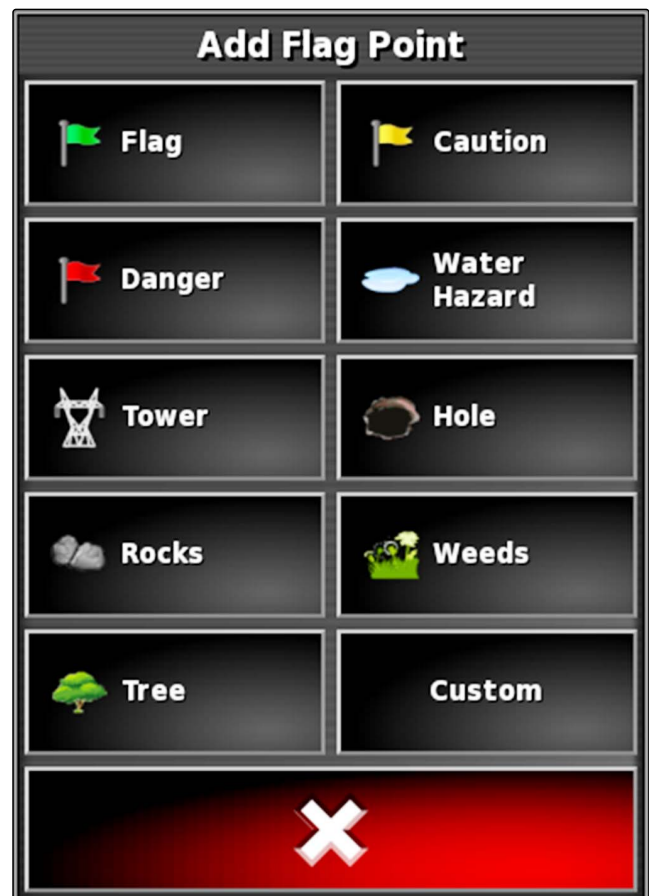 Add Flag Point
Flag
Caution
Danger
Water
Hazard
Tower
Hole
Rocks
Weeds
Tree
Custom